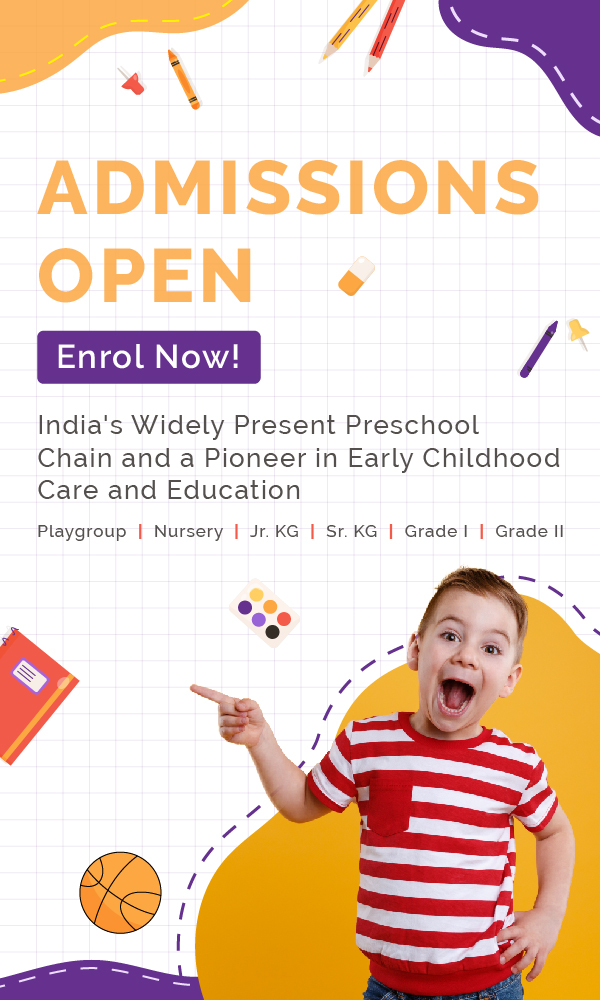 ADMISSIONS
OPEN
Enrol Now!
India's Widely Present Preschool
Chain and a Pioneer in Early Childhood
Care and Education
Playgroup | Nursery | Jr. KG | Sr. KG | Grade I | Grade II